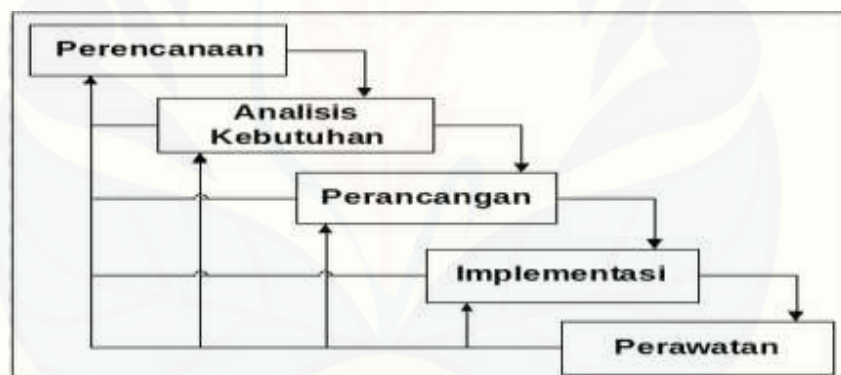 Perencanaan
Analisis
Kebutuhan
Perancangan
Implementasi
Perawatan